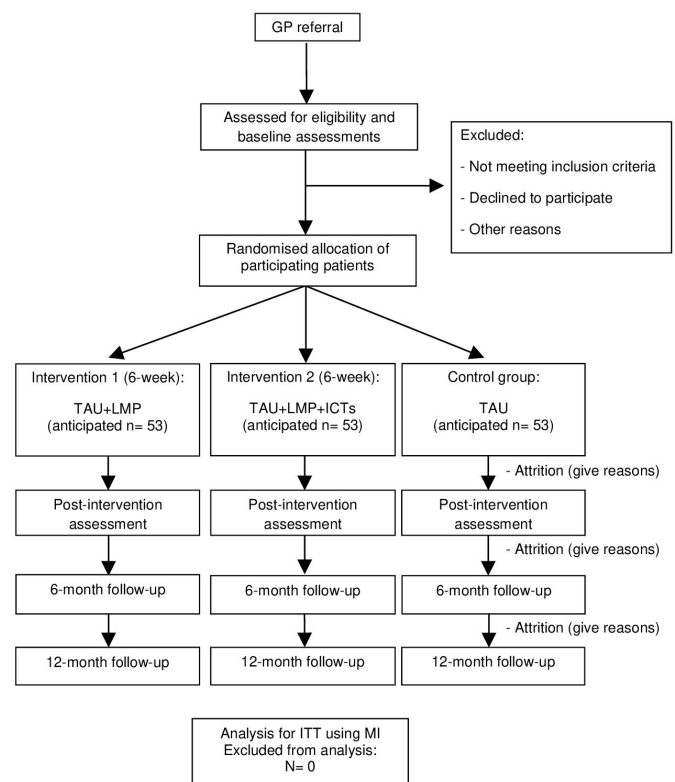 GP referral
Assessed for eligibility and
baseline assessments
Excluded:
- Not meeting inclusion criteria
- Declined to participate
- Other reasons
Randomised allocation of
participating patients
Intervention 1 (6-week):
TAU+LMP
(anticipated n= 53)
Intervention 2 (6-week):
TAU+LMP+ICTs
(anticipated n= 53)
Control group:
TAU
(anticipated n= 53)
- Attrition (give reasons)
Post-intervention
assessment
Post-intervention
assessment
Post-intervention
assessment
- Attrition (give reasons)
6-month follow-up
6-month follow-up
6-month follow-up
- Attrition (give reasons)
12-month follow-up
12-month follow-up
12-month follow-up
Analysis for ITT using MI
Excluded from analysis:
N= 0